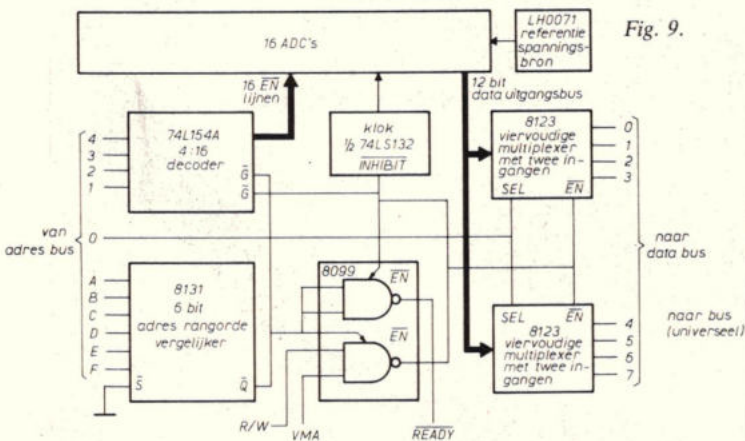 16 ADC's
LH0071
referentie
spannings-
bron
Fig. 9.
16 EN
lijnen
12 bit
data uitgangsbus
74L154A
4:16
decoder
G
G
4
3
2
1
klok
½ 74LS132
INHIBIT
8123
viervoudige
multiplexer
met twee in-
gangen
SEL EN
0
1
2
3
van
adres bus
0
naar
data bus
8131
6 bit
adres rangorde
vergelijker
S Q
A
B
C
D
E
F
8099
EN
EN
SEL EN
8123
viervoudige
multiplexer
met twee in-
gangen
4
5
6
7
naar bus
(universeel)
R/W
VMA
READY